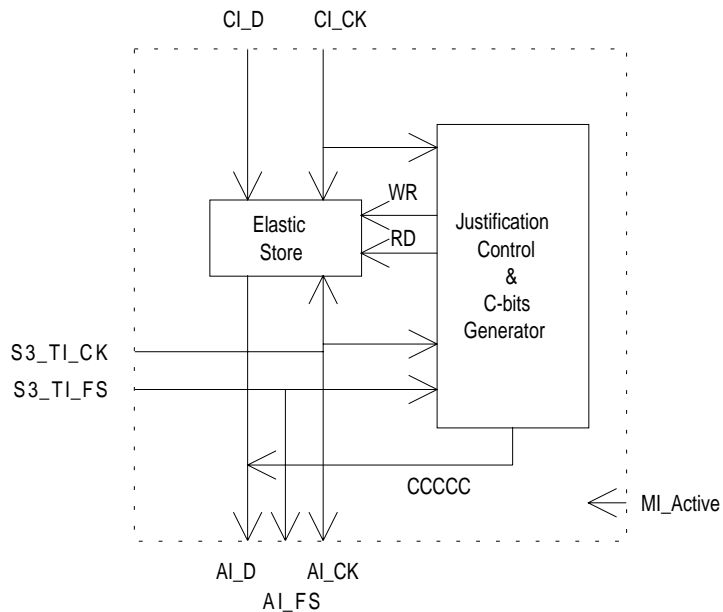 CI_D CI_CK
WR
Elastic
Store
RD
Justification
Control
&
C-bits
Generator
S3_TI_CK
S3_TI_FS
CCCCC
MI_Active
AI_D AI_CK
AI_FS